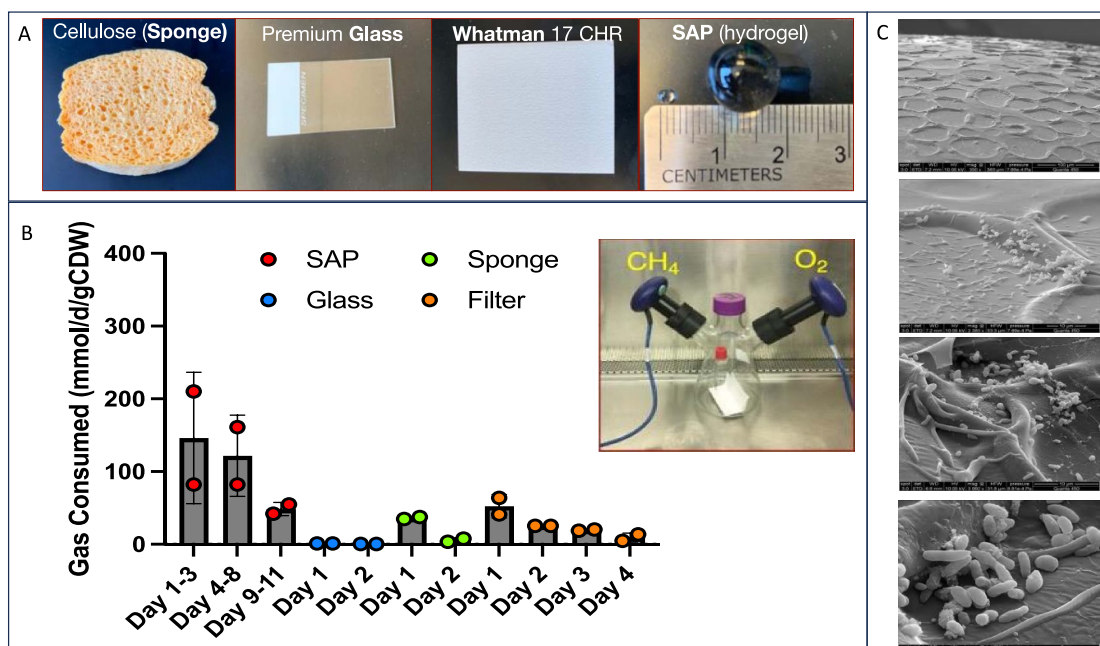 A
Cellulose (Sponge)
Premium Glass
Whatman 17 CHR
SAP (hydrogel)
SPECIMEN
1 2 3
CENTIMETERS
B
Gas Consumed (mmol/d/gCDW)
400
300
200
100
0
SAP
Sponge
Glass
Filter
CH₄
O₂
Day 1-3
Day 4-8
Day 9-11
Day 1
Day 2
Day 1
Day 2
Day 1
Day 2
Day 3
Day 4
C